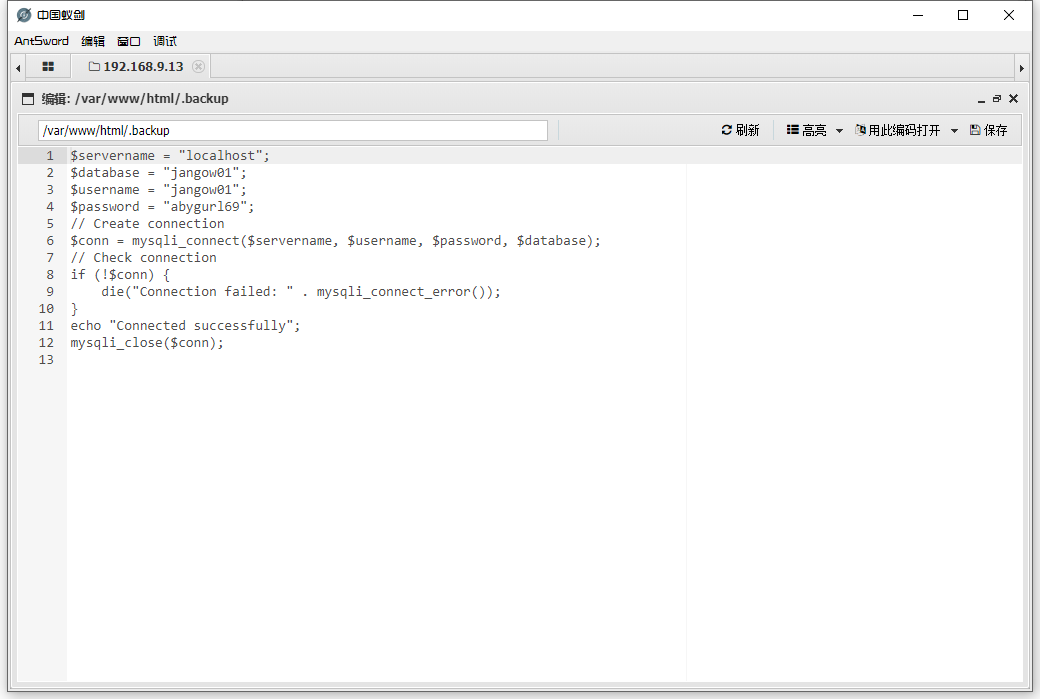 中国蚁剑
AntSword 编辑 窗口 调试
192.168.9.13
编辑: /var/www/html/.backup
/var/www/html/.backup 刷新 高亮 用此编码打开 保存
1 $servername = "localhost";
2 $database = "jangow01";
3 $username = "jangow01";
4 $password = "abygurl69";
5 // Create connection
6 $conn = mysqli_connect($servername, $username, $password, $database);
7 // Check connection
8 if (!$conn) {
9     die("Connection failed: " . mysqli_connect_error());
10 }
11 echo "Connected successfully";
12 mysqli_close($conn);
13